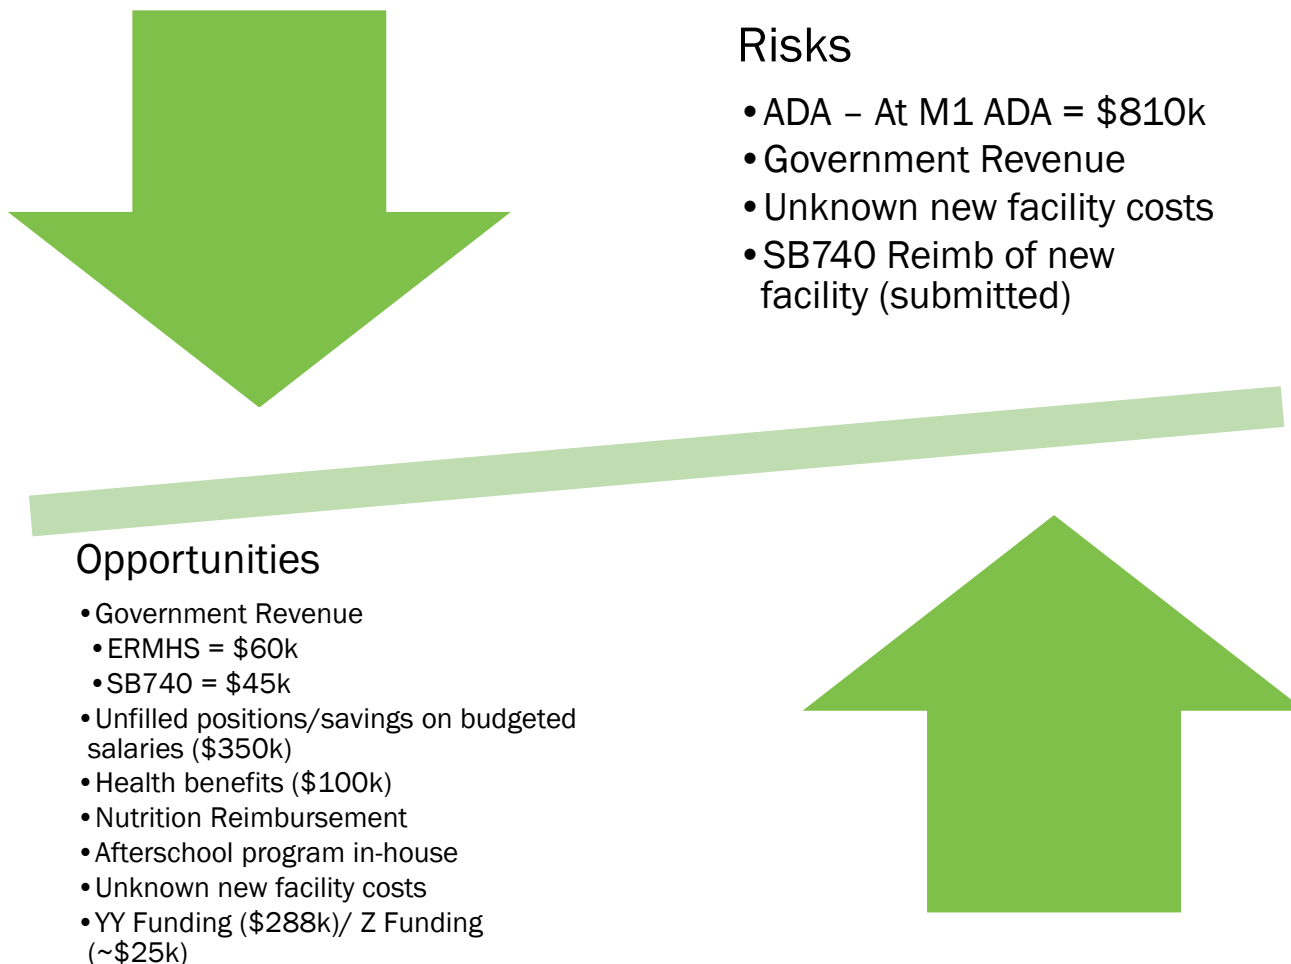 Risks
•ADA – At M1 ADA = $810k
•Government Revenue
•Unknown new facility costs
•SB740 Reimb of new
facility (submitted)
Opportunities
•Government Revenue
•ERMHS = $60k
•SB740 = $45k
•Unfilled positions/savings on budgeted
salaries ($350k)
•Health benefits ($100k)
•Nutrition Reimbursement
•Afterschool program in-house
•Unknown new facility costs
•YY Funding ($288k)/ Z Funding
(~$25k)